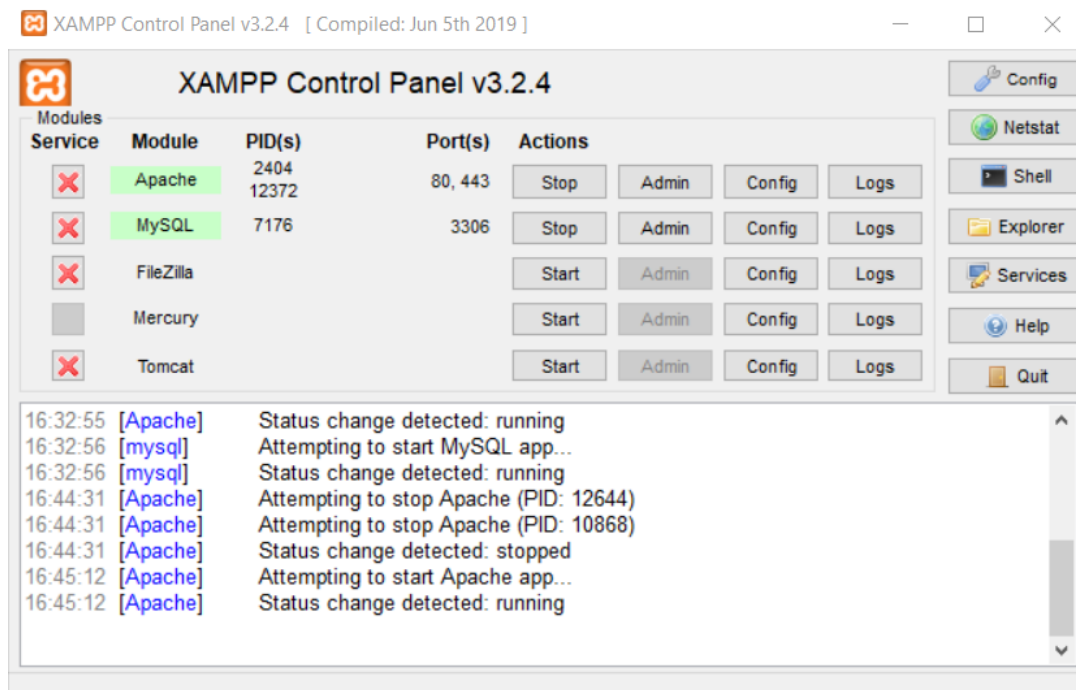 XAMPP Control Panel v3.2.4 [ Compiled: Jun 5th 2019 ]
XAMPP Control Panel v3.2.4
Config
Modules
Service Module PID(s) Port(s) Actions
Netstat
Apache 2404 12372 80, 443 Stop Admin Config Logs
Shell
MySQL 7176 3306 Stop Admin Config Logs
Explorer
FileZilla Start Admin Config Logs
Services
Mercury Start Admin Config Logs
Help
Tomcat Start Admin Config Logs
Quit
16:32:55 [Apache] Status change detected: running
16:32:56 [mysql] Attempting to start MySQL app...
16:32:56 [mysql] Status change detected: running
16:44:31 [Apache] Attempting to stop Apache (PID: 12644)
16:44:31 [Apache] Attempting to stop Apache (PID: 10868)
16:44:31 [Apache] Status change detected: stopped
16:45:12 [Apache] Attempting to start Apache app...
16:45:12 [Apache] Status change detected: running